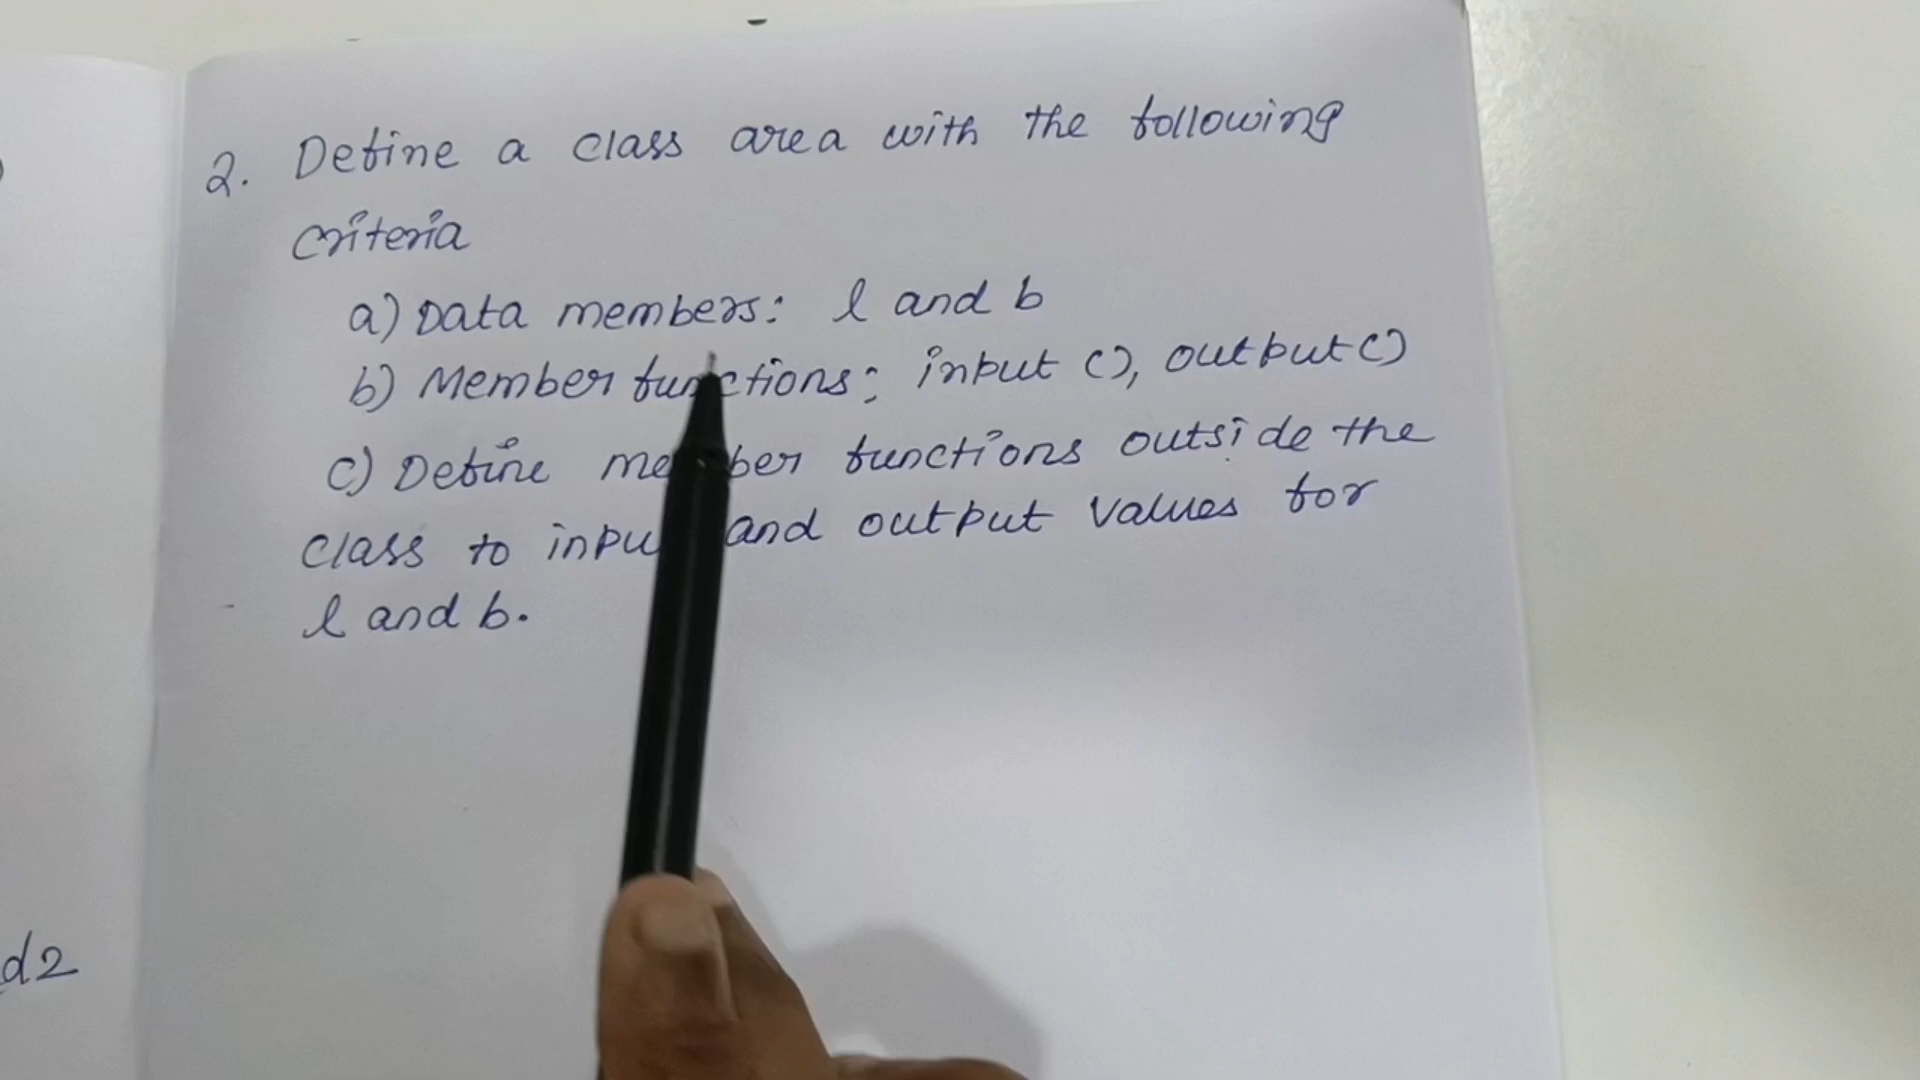 2. Define a class area with the following
criteria
a) Data members: l and b
b) Member functions: input (), output ()
c) Define member functions outside the
class to input and output values for
l and b.
d2